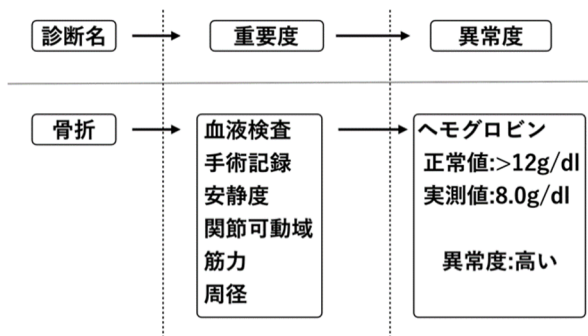 診断名
重要度
異常度
骨折
血液検査
手術記録
安静度
関節可動域
筋力
周径
ヘモグロビン
正常値:>12g/dl
実測値:8.0g/dl
異常度:高い